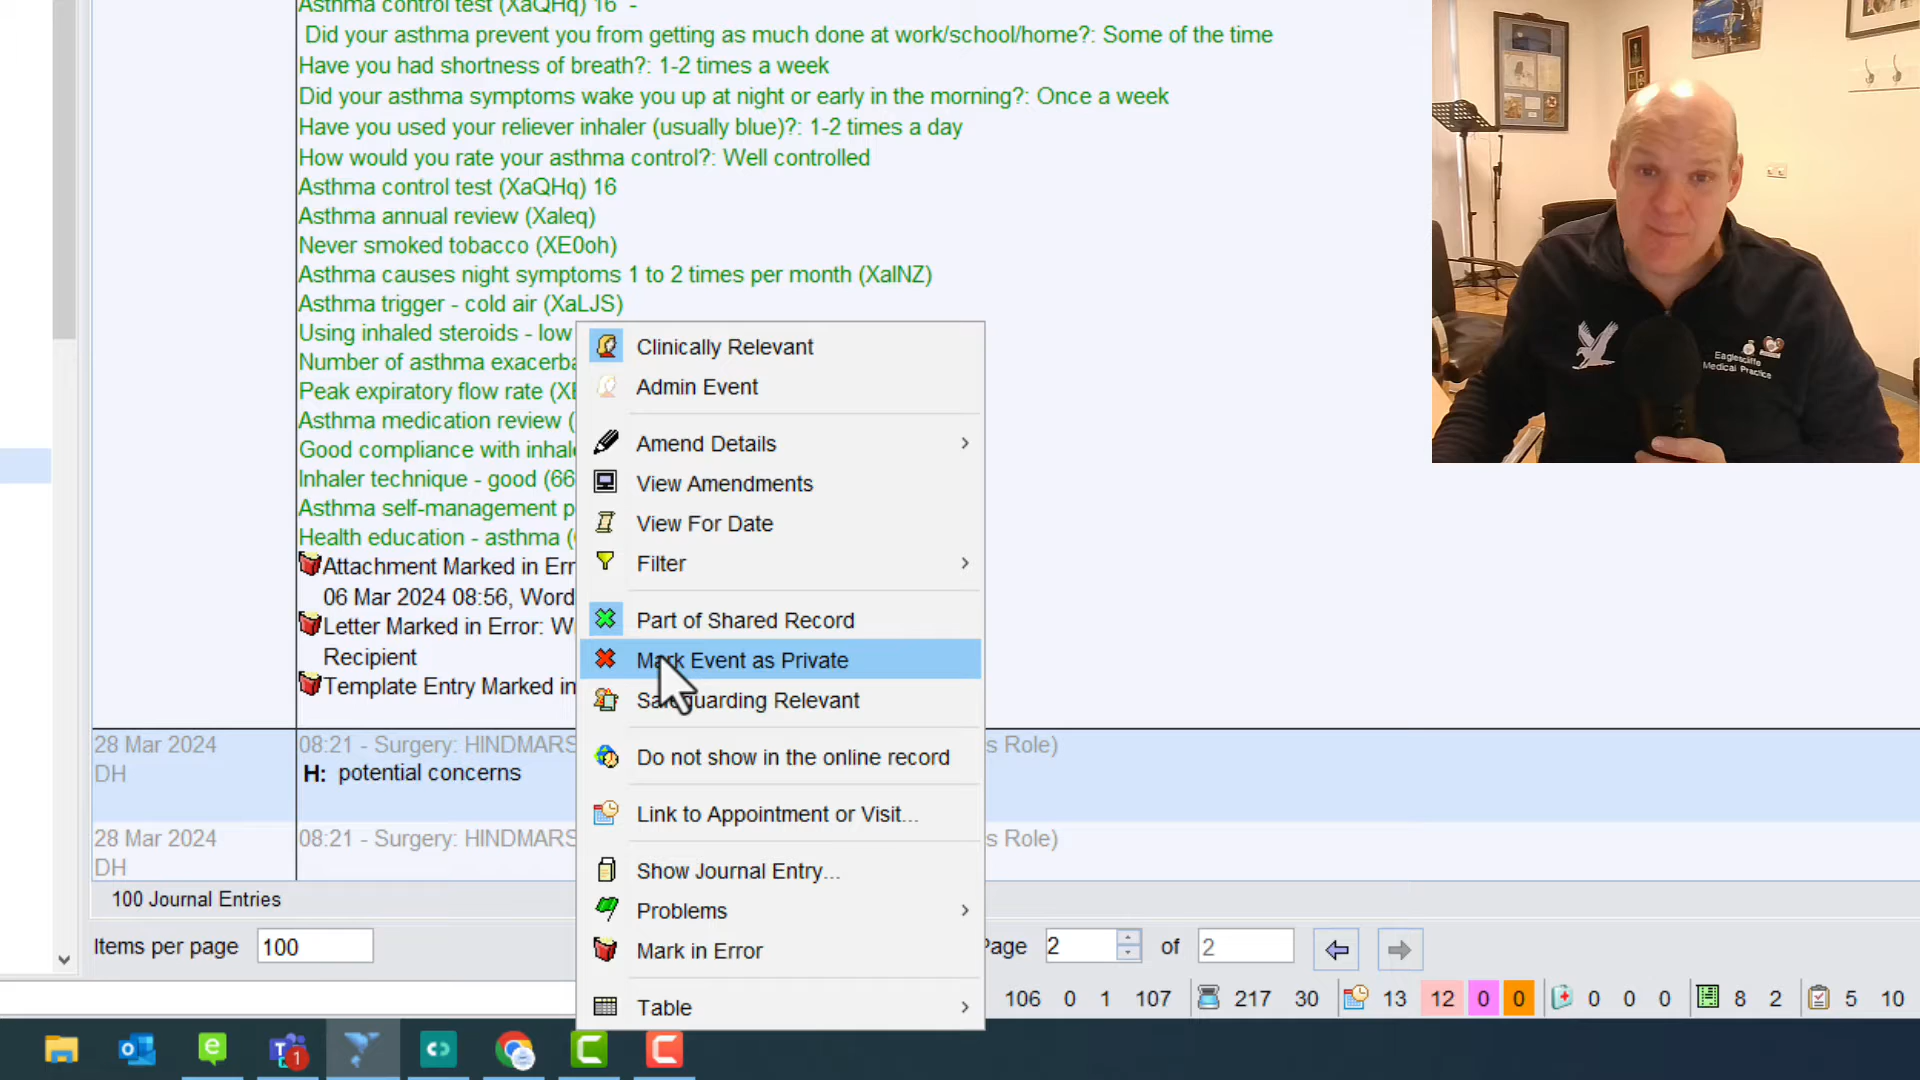 Asthma control test (XaQHq) 16 -
Did your asthma prevent you from getting as much done at work/school/home?: Some of the time
Have you had shortness of breath?: 1-2 times a week
Did your asthma symptoms wake you up at night or early in the morning?: Once a week
Have you used your reliever inhaler (usually blue)?: 1-2 times a day
How would you rate your asthma control?: Well controlled
Asthma control test (XaQHq) 16
Asthma annual review (Xaleq)
Never smoked tobacco (XE0oh)
Asthma causes night symptoms 1 to 2 times per month (XalNZ)
Asthma trigger - cold air (XaLJS)
Using inhaled steroids - low
Number of asthma
Peak expiratory flow rate
Asthma medication review (
Good compliance with
Inhaler technique - good (66
Asthma self-management
Health education - asthma
Attachment Marked in
06 Mar 2024 08:56, Word
Letter Marked in Error:
Recipient
Template Entry Marked in
Clinically Relevant
Admin Event
Amend Details
View Amendments
View For Date
Filter
Part of Shared Record
Mark Event as Private
Safeguarding Relevant
Do not show in the online record
Link to Appointment or Visit...
Show Journal Entry...
Problems
Mark in Error
Table
28 Mar 2024
DH
08:21 - Surgery: HINDMARS
s Role)
H: potential concerns
28 Mar 2024
DH
08:21 - Surgery: HINDMARS
s Role)
100 Journal Entries
Items per page 100
Page 2 of 2
106 0 1 107 217 30 13 12 0 0 0 0 0 8 2 5 10
1
Eaglescliffe
Medical Practice